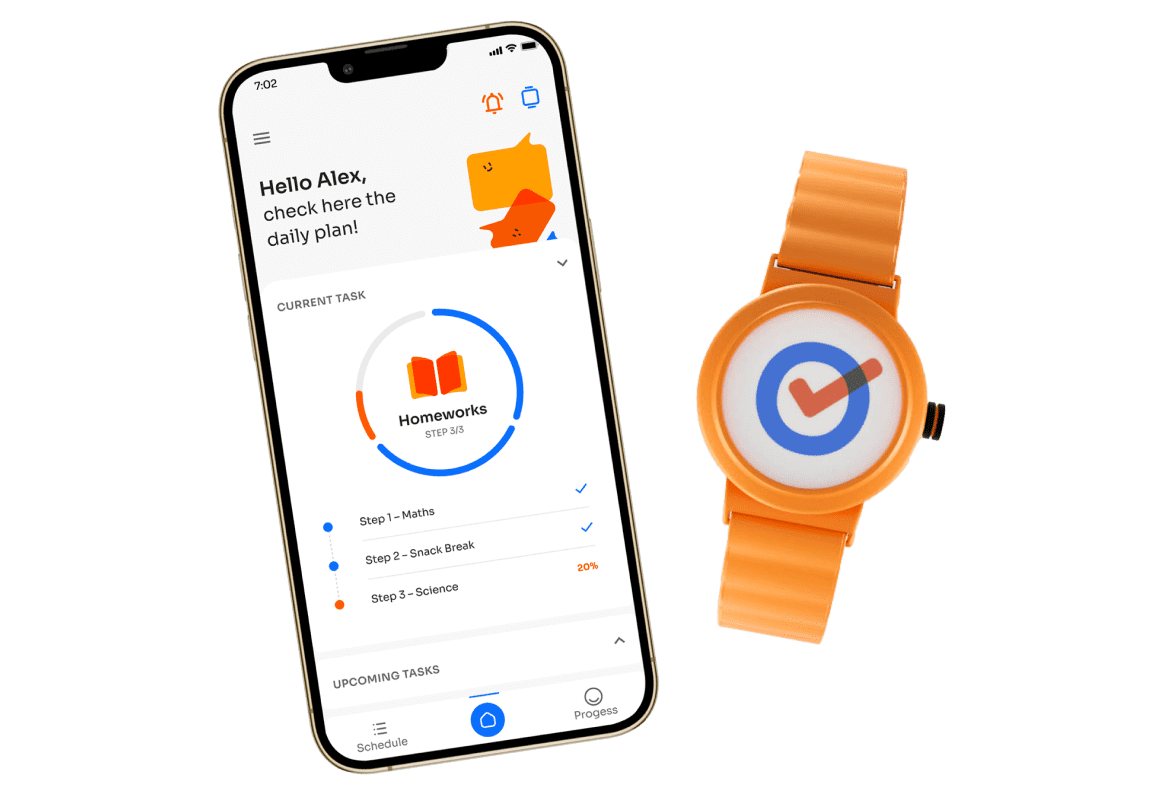 7:02
Hello Alex,
check here the
daily plan!
CURRENT TASK
Homeworks
STEP 3/3
Step 1 – Maths
Step 2 – Snack Break
20%
Step 3 – Science
UPCOMING TASKS
Schedule
Progess